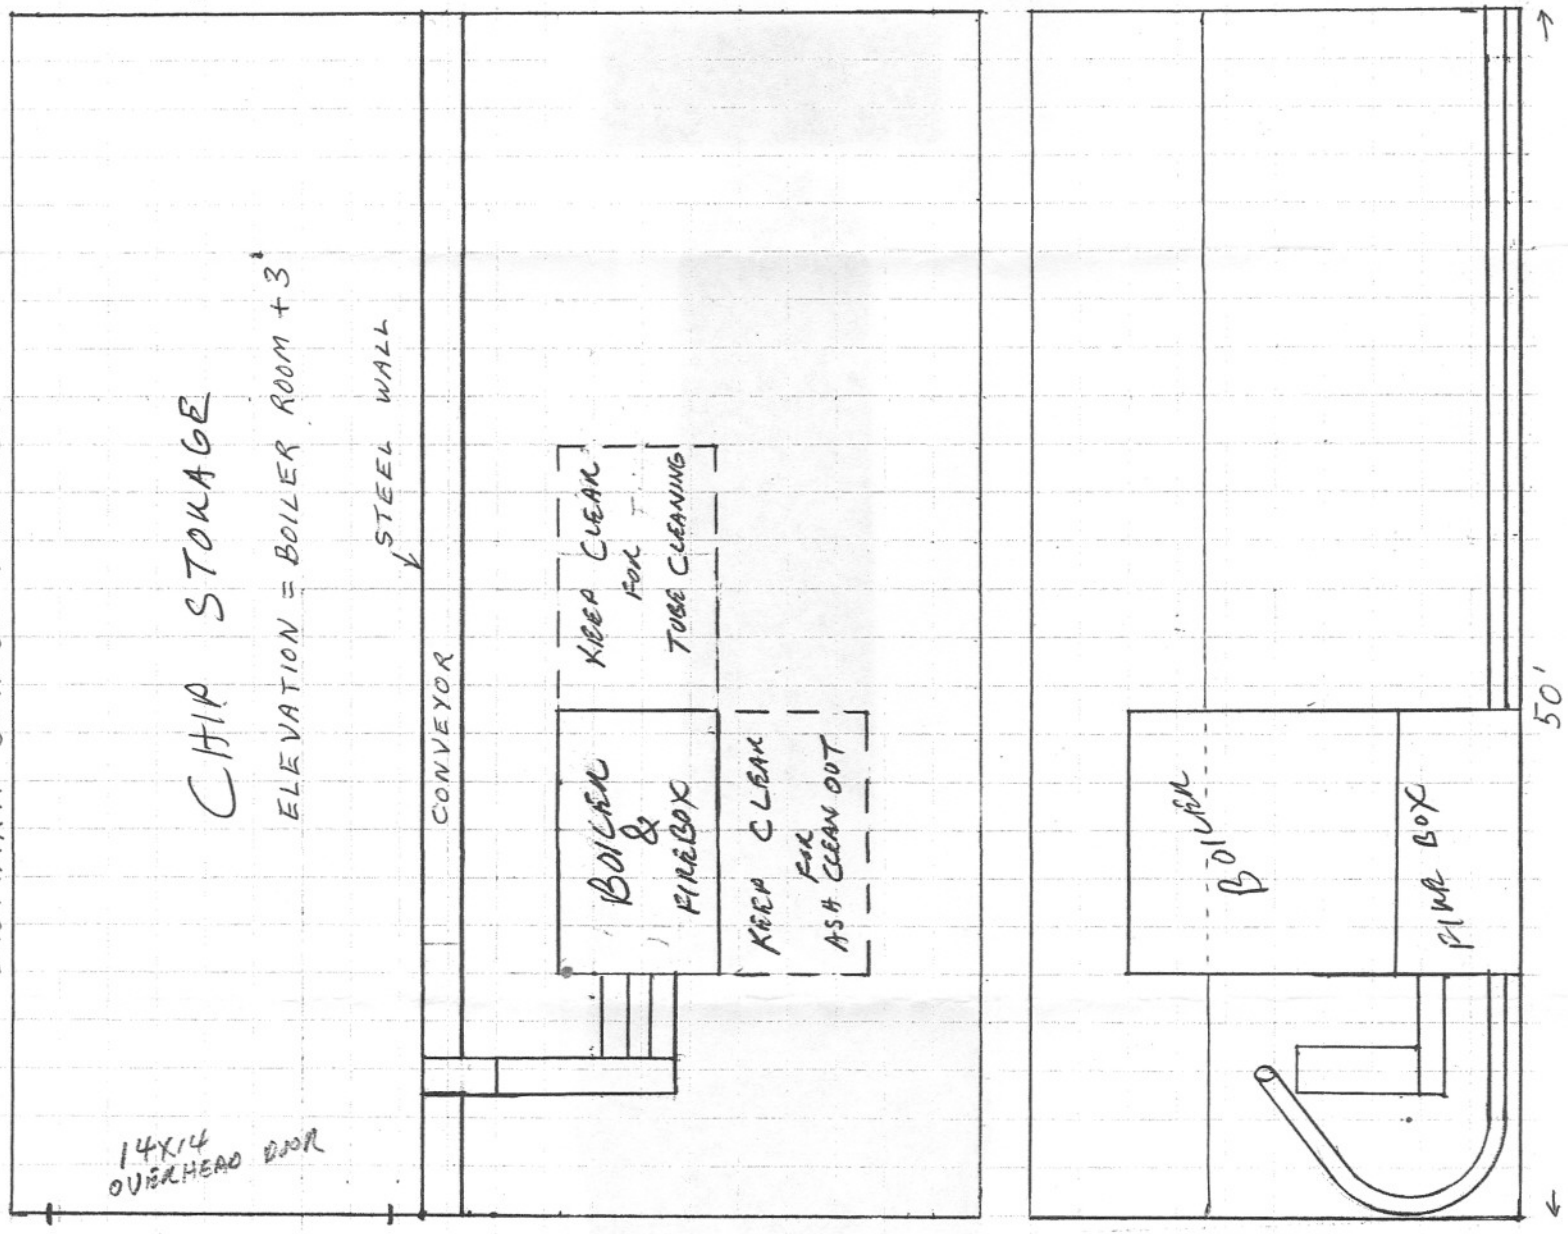 CHIP STORAGE
ELEVATION = BOILER ROOM + 3'
STEEL WALL
CONVEYOR
14X14
OVERHEAD DOOR
BOILER
&
FIREBOX
KEEP CLEAR
FOR
TUBE CLEANING
KEEP CLEAR
FOR
ASH CLEAN OUT
BOILER
FIRE BOX
50'